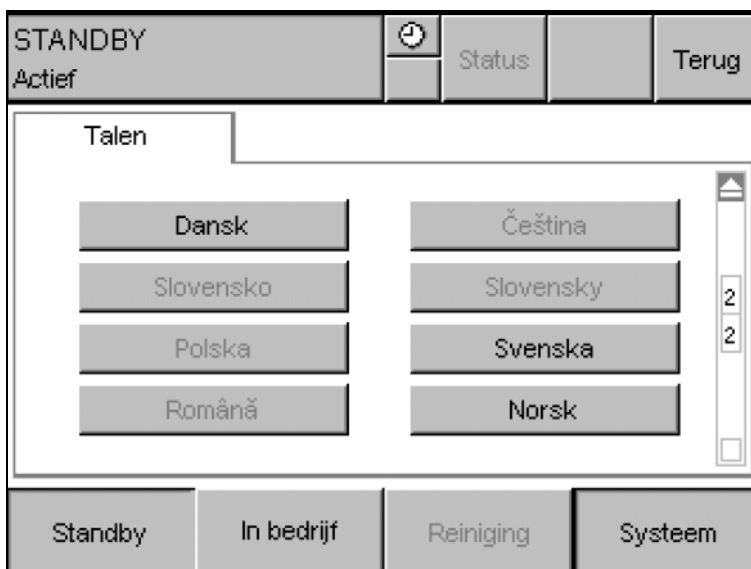 STANDBY
Actief
Status
Terug
Talen
Dansk
Čeština
Slovensko
Slovensky
2
Polska
Svenska
2
Română
Norsk
Standby
In bedrijf
Reiniging
Systeem